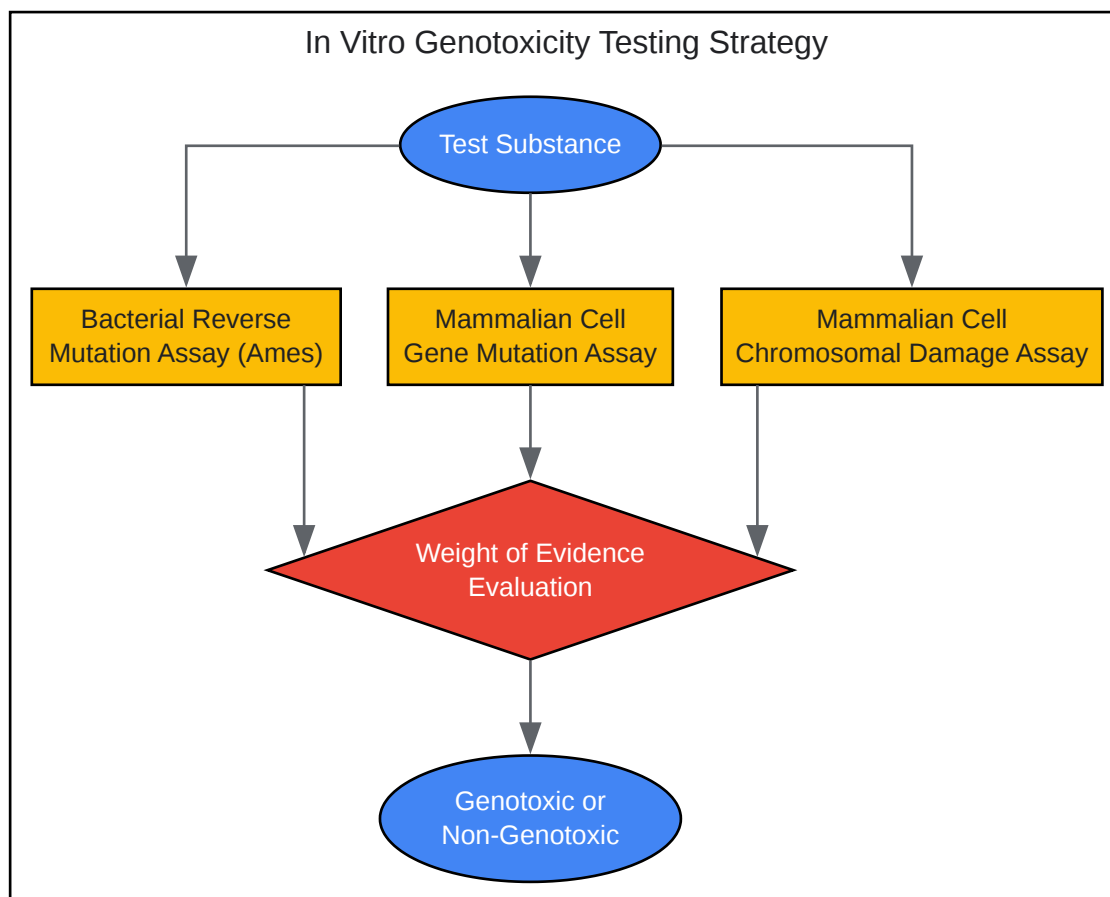 In Vitro Genotoxicity Testing Strategy
Test Substance
Bacterial Reverse
Mutation Assay (Ames)
Mammalian Cell
Gene Mutation Assay
Mammalian Cell
Chromosomal Damage Assay
Weight of Evidence
Evaluation
Genotoxic or
Non-Genotoxic